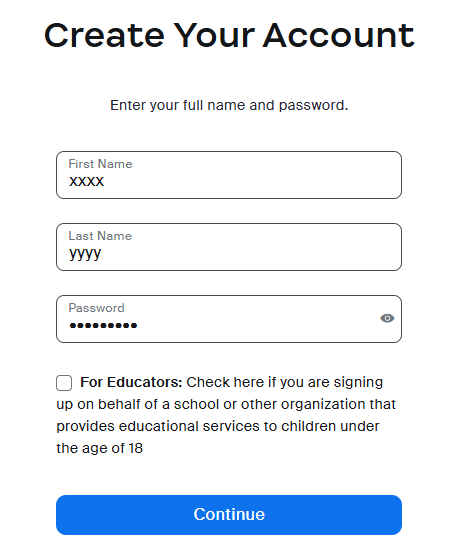 Create Your Account
Enter your full name and password.
First Name
xxxx
Last Name
yyyy
Password
•••••••••
For Educators: Check here if you are signing
up on behalf of a school or other organization that
provides educational services to children under
the age of 18
Continue